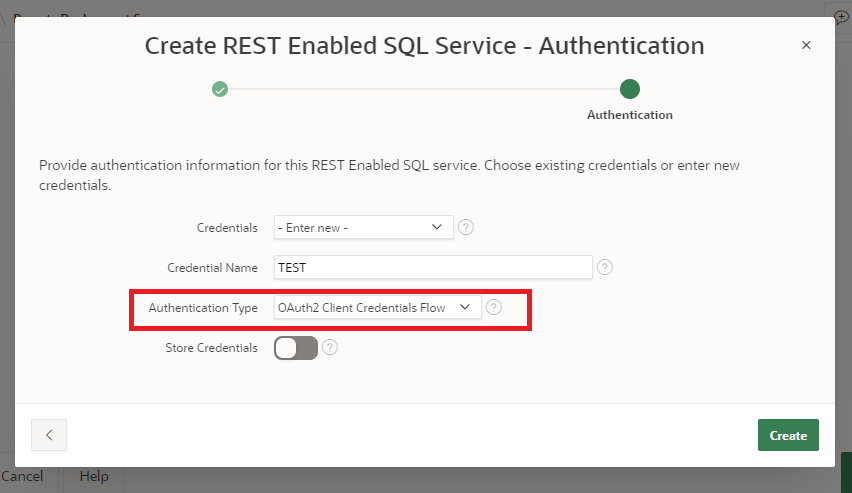 Create REST Enabled SQL Service - Authentication
Authentication
Provide authentication information for this REST Enabled SQL service. Choose existing credentials or enter new
credentials.
Credentials - Enter new - ?
Credential Name TEST ?
Authentication Type OAuth2 Client Credentials Flow ?
Store Credentials ?
Create
Cancel Help